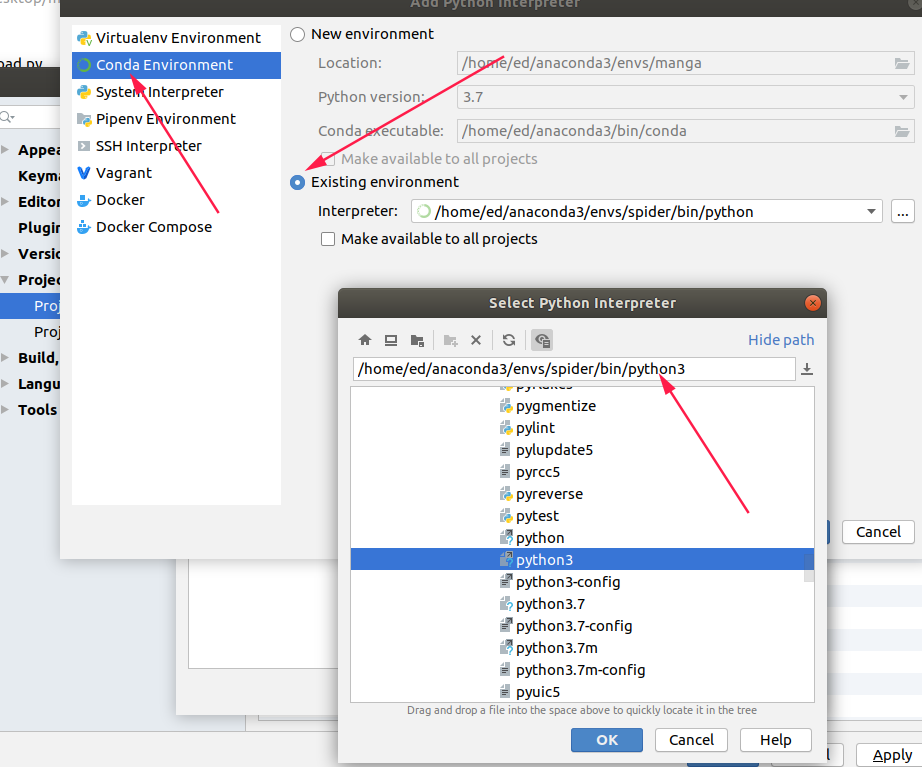 Add Python Interpreter
oad.py
Virtualenv Environment
Conda Environment
System Interpreter
Pipenv Environment
SSH Interpreter
Vagrant
Docker
Docker Compose
New environment
Location: /home/ed/anaconda3/envs/manga
Python version: 3.7
Conda executable: /home/ed/anaconda3/bin/conda
Make available to all projects
Existing environment
Interpreter: /home/ed/anaconda3/envs/spider/bin/python ...
Make available to all projects
Appea
Keyma
Editor
Plugin
Versio
Projec
Proj
Proj
Build,
Langu
Tools
Cancel
Select Python Interpreter
Hide path
/home/ed/anaconda3/envs/spider/bin/python3
pygmentize
pylint
pylupdate5
pyrcc5
pyreverse
pytest
python
python3
python3-config
python3.7
python3.7-config
python3.7m
python3.7m-config
pyuic5
Drag and drop a file into the space above to quickly locate it in the tree
OK Cancel Help
Apply